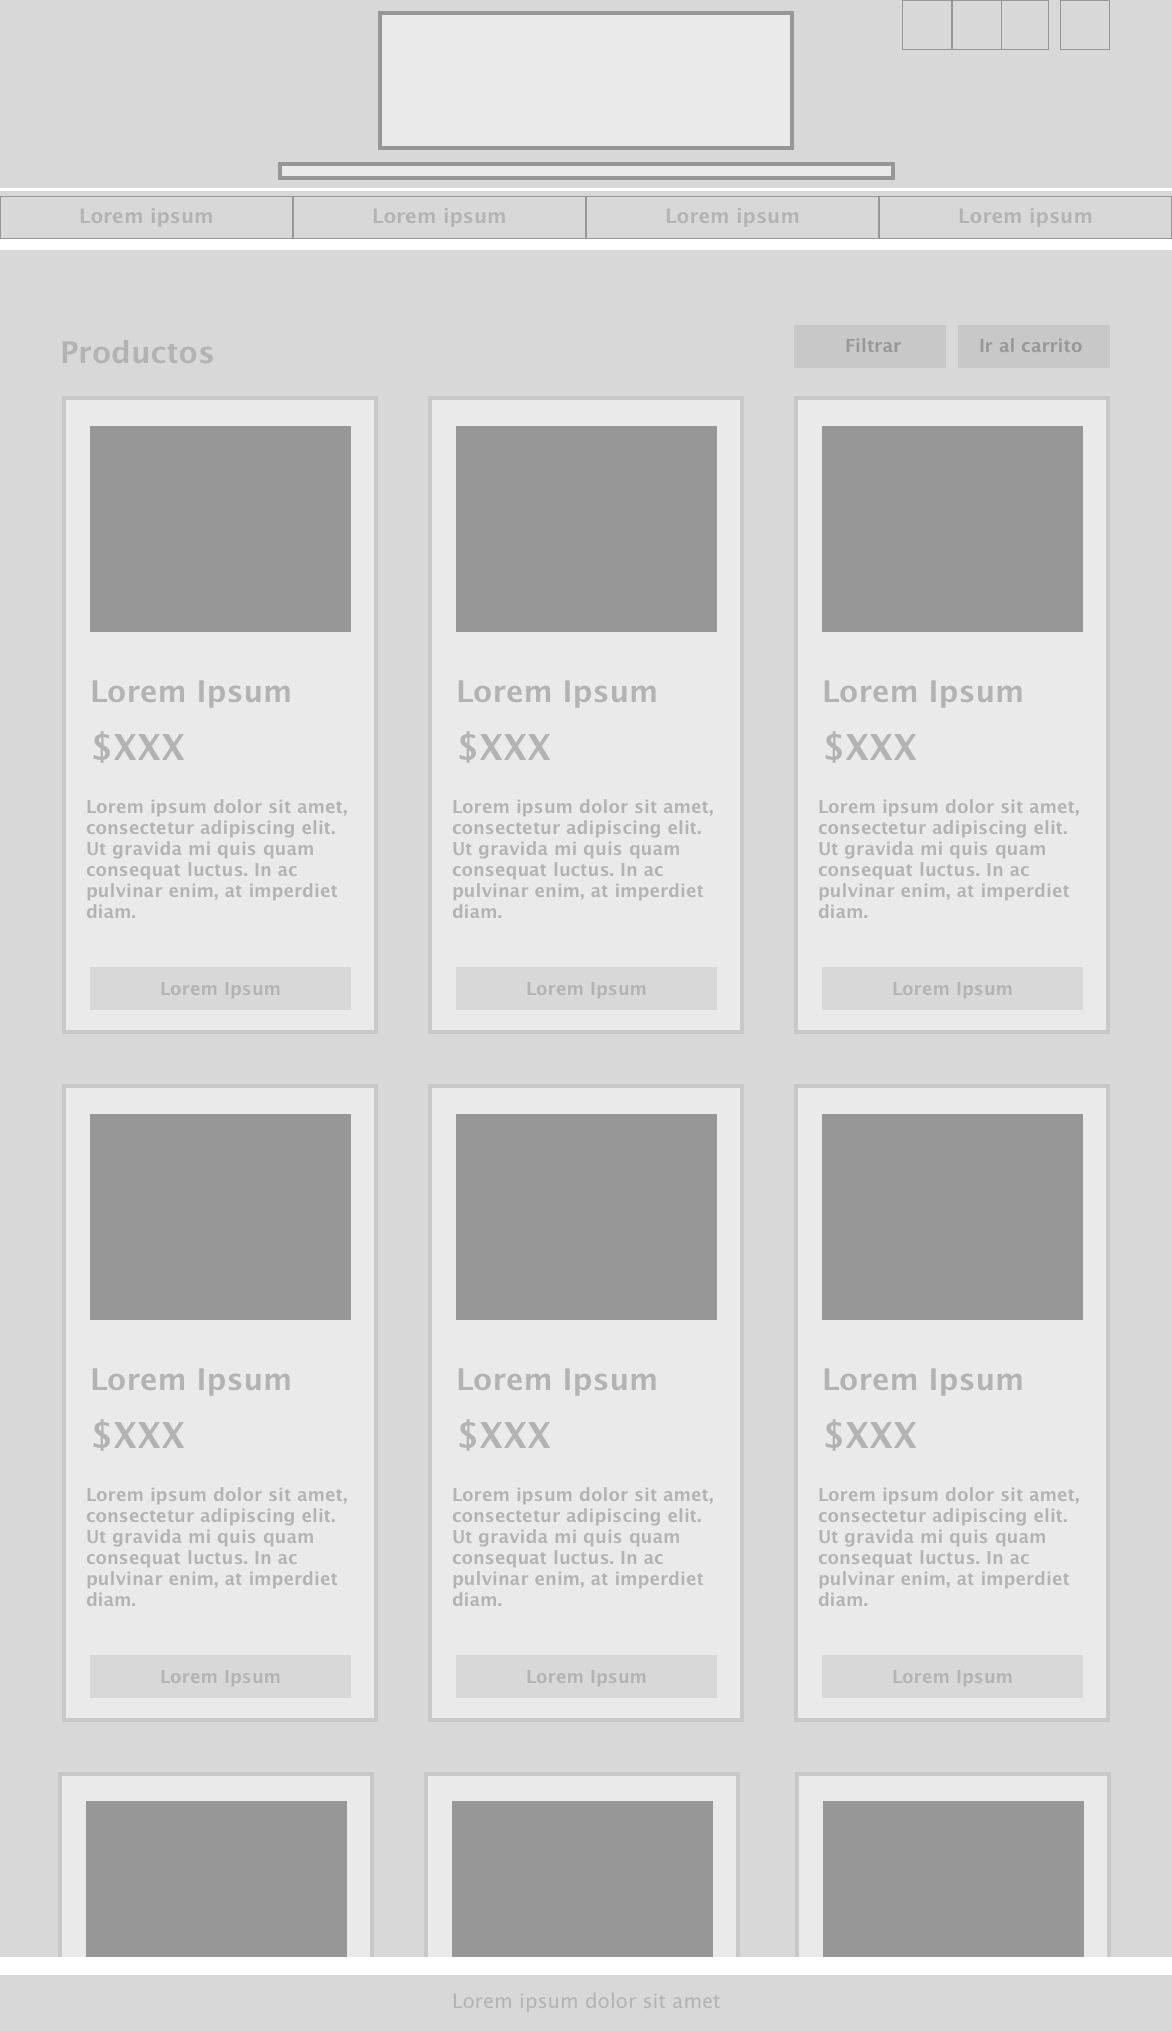 Lorem ipsum Lorem ipsum Lorem ipsum Lorem ipsum
Productos
Filtrar Ir al carrito
Lorem Ipsum
$XXX
Lorem ipsum dolor sit amet,
consectetur adipiscing elit.
Ut gravida mi quis quam
consequat luctus. In ac
pulvinar enim, at imperdiet
diam.
Lorem Ipsum
Lorem Ipsum
$XXX
Lorem ipsum dolor sit amet,
consectetur adipiscing elit.
Ut gravida mi quis quam
consequat luctus. In ac
pulvinar enim, at imperdiet
diam.
Lorem Ipsum
Lorem Ipsum
$XXX
Lorem ipsum dolor sit amet,
consectetur adipiscing elit.
Ut gravida mi quis quam
consequat luctus. In ac
pulvinar enim, at imperdiet
diam.
Lorem Ipsum
Lorem Ipsum
$XXX
Lorem ipsum dolor sit amet,
consectetur adipiscing elit.
Ut gravida mi quis quam
consequat luctus. In ac
pulvinar enim, at imperdiet
diam.
Lorem Ipsum
Lorem Ipsum
$XXX
Lorem ipsum dolor sit amet,
consectetur adipiscing elit.
Ut gravida mi quis quam
consequat luctus. In ac
pulvinar enim, at imperdiet
diam.
Lorem Ipsum
Lorem Ipsum
$XXX
Lorem ipsum dolor sit amet,
consectetur adipiscing elit.
Ut gravida mi quis quam
consequat luctus. In ac
pulvinar enim, at imperdiet
diam.
Lorem Ipsum
Lorem ipsum dolor sit amet